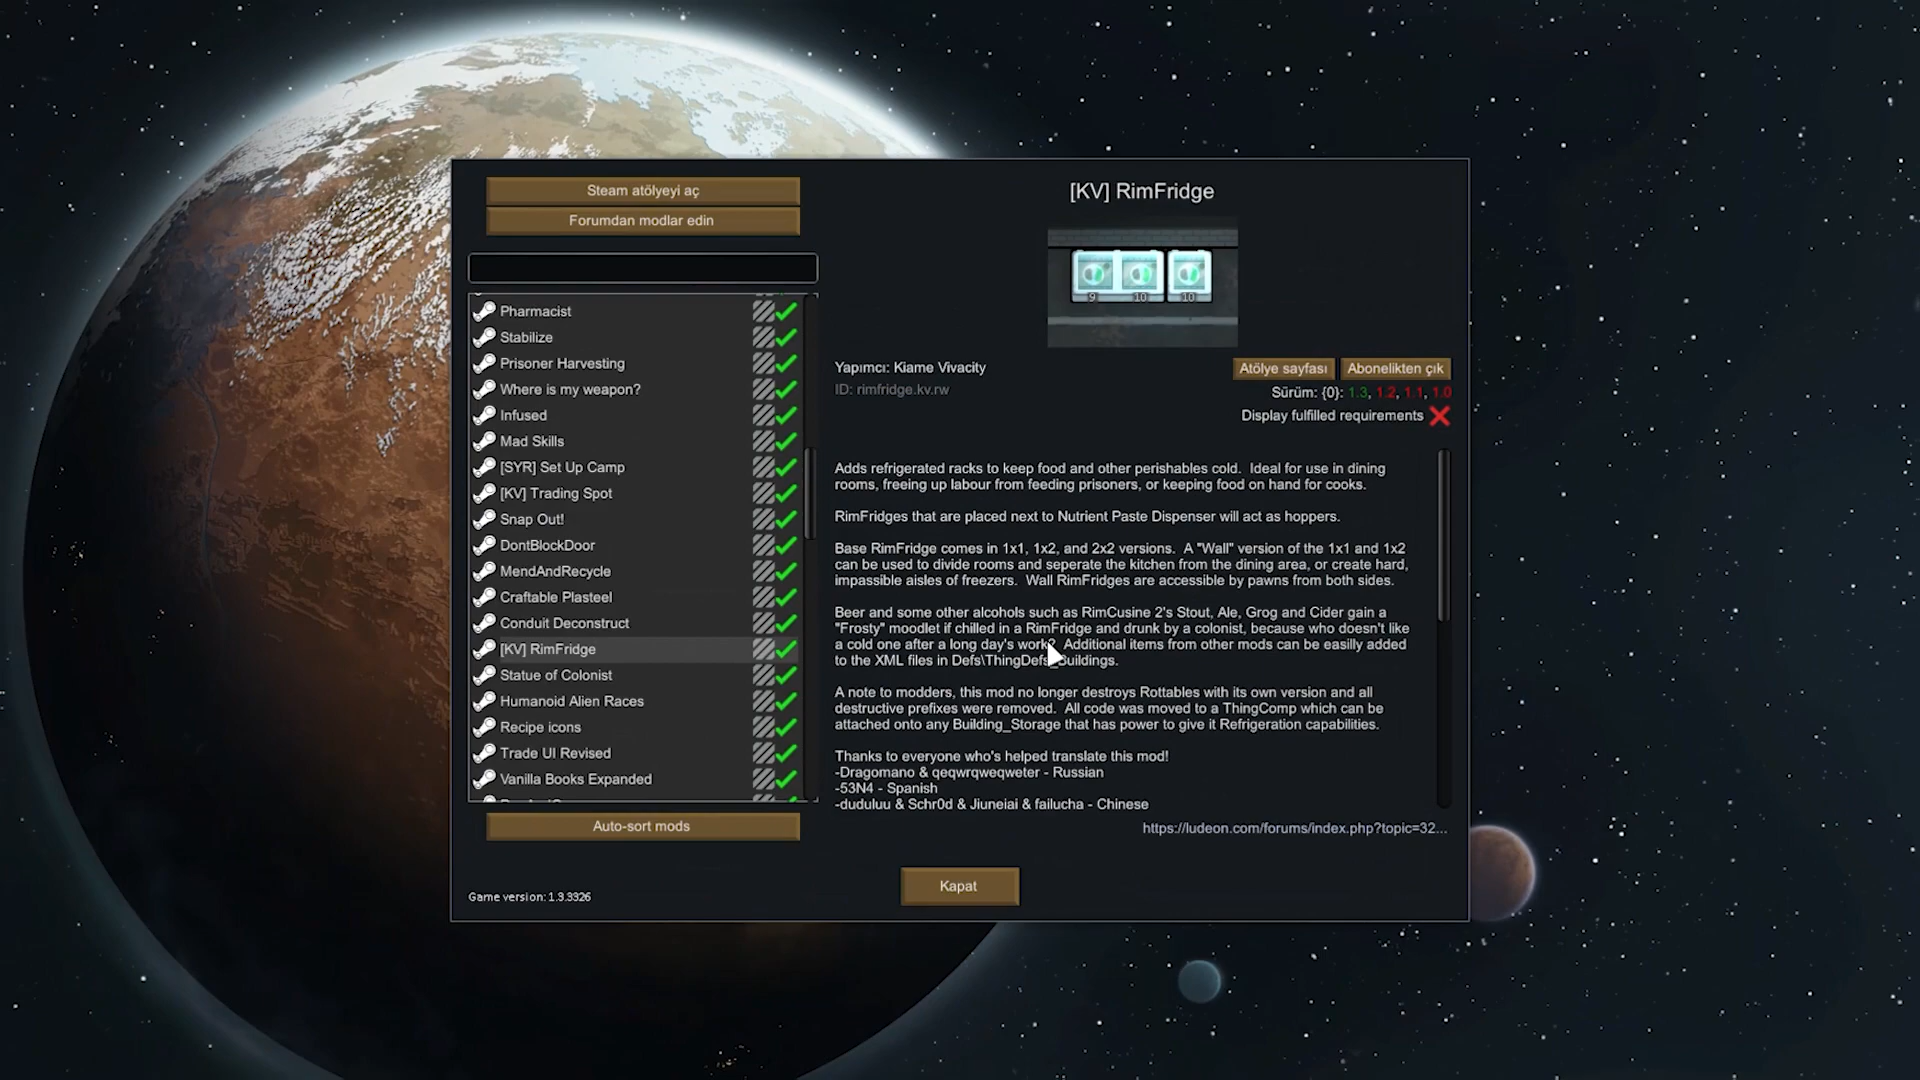 Steam atölyeyi aç
Forumdan modlar edin
Pharmacist
Stabilize
Prisoner Harvesting
Where is my weapon?
Infused
Mad Skills
[SYR] Set Up Camp
[KV] Trading Spot
Snap Out!
DontBlockDoor
MendAndRecycle
Craftable Plasteel
Conduit Deconstruct
[KV] RimFridge
Statue of Colonist
Humanoid Alien Races
Recipe icons
Trade UI Revised
Vanilla Books Expanded
Auto-sort mods
Game version: 1.3.3326
[KV] RimFridge
9 10 10
Yapımcı: Kiame Vivacity
ID: rimfridge.kv.rw
Atölye sayfası Abonelikten çık
Sürüm: {0}: 1.3, 1.2, 1.1, 1.0
Display fulfilled requirements
Adds refrigerated racks to keep food and other perishables cold. Ideal for use in dining
rooms, freeing up labour from feeding prisoners, or keeping food on hand for cooks.
RimFridges that are placed next to Nutrient Paste Dispenser will act as hoppers.
Base RimFridge comes in 1x1, 1x2, and 2x2 versions. A "Wall" version of the 1x1 and 1x2
can be used to divide rooms and seperate the kitchen from the dining area, or create hard,
impassible aisles of freezers. Wall RimFridges are accessible by pawns from both sides.
Beer and some other alcohols such as RimCusine 2's Stout, Ale, Grog and Cider gain a
"Frosty" moodlet if chilled in a RimFridge and drunk by a colonist, because who doesn't like
a cold one after a long day's work? Additional items from other mods can be easilly added
to the XML files in Defs\ThingDefs_Buildings.
A note to modders, this mod no longer destroys Rottables with its own version and all
destructive prefixes were removed. All code was moved to a ThingComp which can be
attached onto any Building_Storage that has power to give it Refrigeration capabilities.
Thanks to everyone who's helped translate this mod!
-Dragomano & qeqwrqweqweter - Russian
-53N4 - Spanish
-duduluu & Schr0d & Jiuneiai & failucha - Chinese
https://ludeon.com/forums/index.php?topic=32...
Kapat